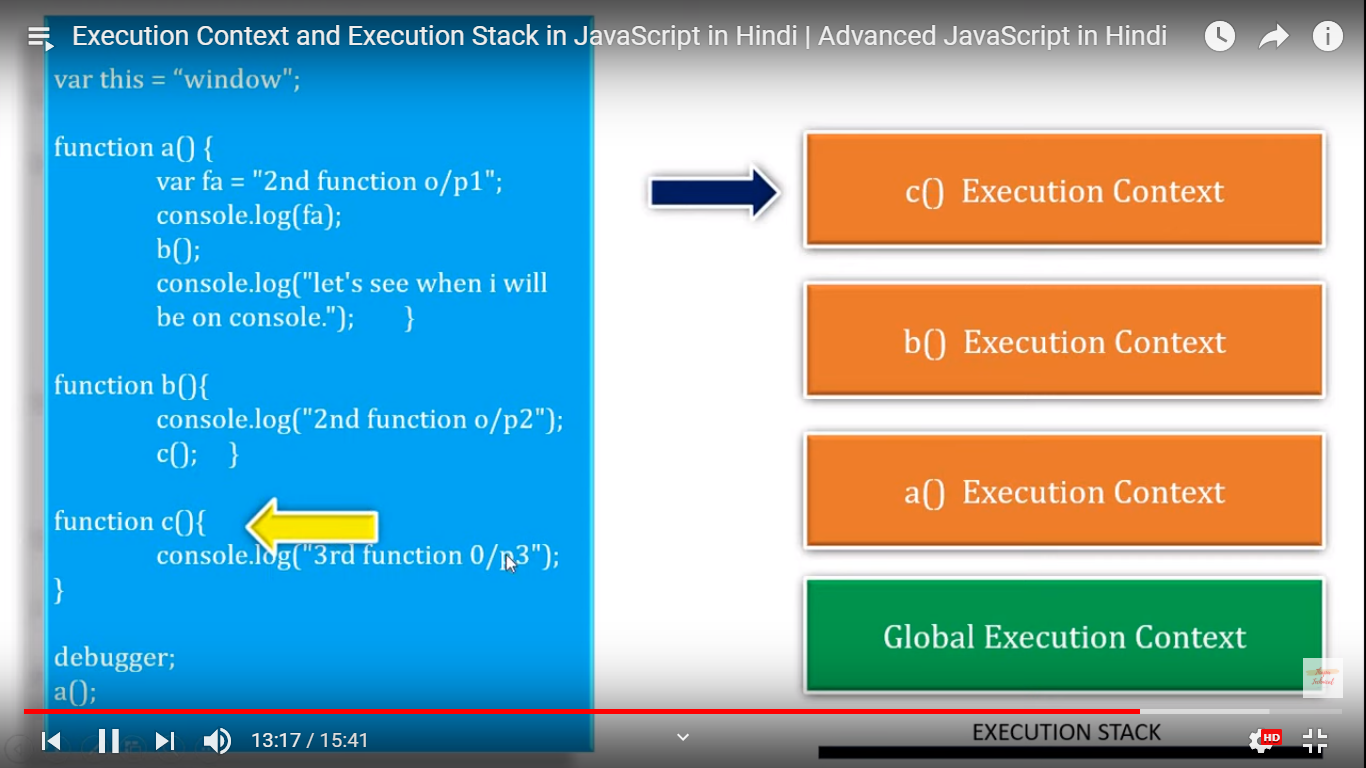 Execution Context and Execution Stack in JavaScript in Hindi | Advanced JavaScript in Hindi
var this = “window";
function a() {
var fa = "2nd function o/p1";
console.log(fa);
b();
console.log("let's see when i will
be on console."); }
function b(){
console.log("2nd function o/p2");
c(); }
function c(){
console.log("3rd function 0/p3");
}
debugger;
a();
c() Execution Context
b() Execution Context
a() Execution Context
Global Execution Context
EXECUTION STACK
13:17 / 15:41
HD